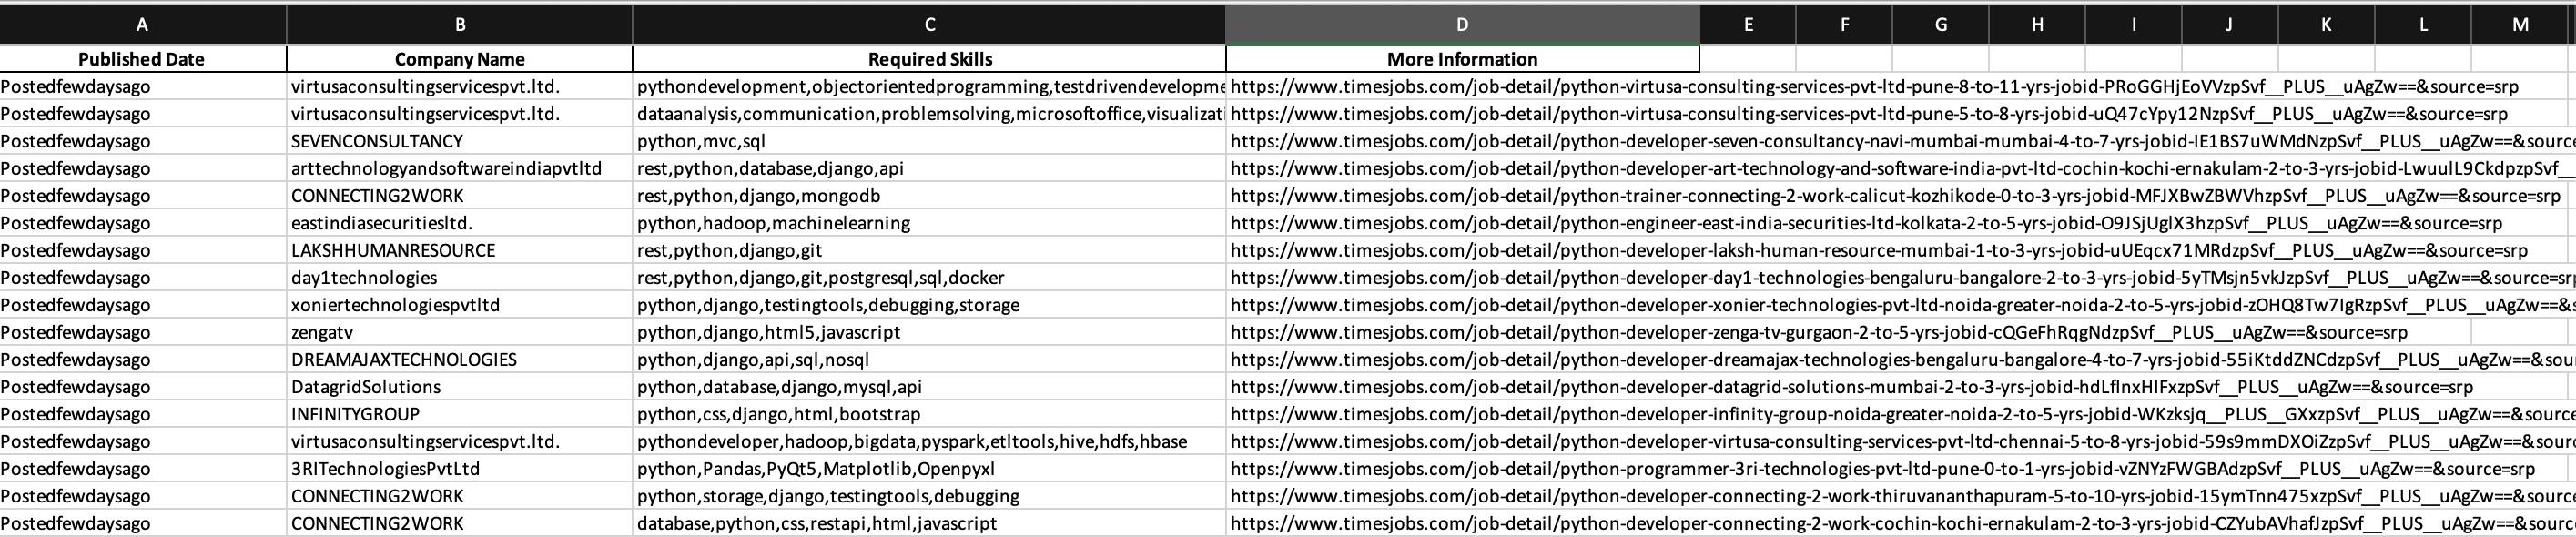 A B C D E F G H I J K L M
Published Date Company Name Required Skills More Information
Postedfewdaysago virtusaconsultingservicespvt.ltd. pythondevelopment,objectorientedprogramming,testdrivendevelopme https://www.timesjobs.com/job-detail/python-virtusa-consulting-services-pvt-ltd-pune-8-to-11-yrs-jobid-PRoGGHjEoVVzpSvf__PLUS__uAgZw==&source=srp
Postedfewdaysago virtusaconsultingservicespvt.ltd. dataanalysis,communication,problemsolving,microsoftoffice,visualizati https://www.timesjobs.com/job-detail/python-virtusa-consulting-services-pvt-ltd-pune-5-to-8-yrs-jobid-uQ47cYpy12NzpSvf__PLUS__uAgZw==&source=srp
Postedfewdaysago SEVENCONSULTANCY python,mvc,sql https://www.timesjobs.com/job-detail/python-developer-seven-consultancy-navi-mumbai-mumbai-4-to-7-yrs-jobid-IE1BS7uWMdNzpSvf__PLUS__uAgZw==&source
Postedfewdaysago arttechnologyandsoftwareindiapvtltd rest,python,database,django,api https://www.timesjobs.com/job-detail/python-developer-art-technology-and-software-india-pvt-ltd-cochin-kochi-ernakulam-2-to-3-yrs-jobid-LwuulL9CkdpzpSvf__
Postedfewdaysago CONNECTING2WORK rest,python,django,mongodb https://www.timesjobs.com/job-detail/python-trainer-connecting-2-work-calicut-kozhikode-0-to-3-yrs-jobid-MFJXBwZBWVhzpSvf__PLUS__uAgZw==&source=srp
Postedfewdaysago eastindiasecuritiesltd. python,hadoop,machinelearning https://www.timesjobs.com/job-detail/python-engineer-east-india-securities-ltd-kolkata-2-to-5-yrs-jobid-O9JSjUglX3hzpSvf__PLUS__uAgZw==&source=srp
Postedfewdaysago LAKSHHUMANRESOURCE rest,python,django,git https://www.timesjobs.com/job-detail/python-developer-laksh-human-resource-mumbai-1-to-3-yrs-jobid-uUEqcx71MRdzpSvf__PLUS__uAgZw==&source=srp
Postedfewdaysago day1technologies rest,python,django,git,postgresql,sql,docker https://www.timesjobs.com/job-detail/python-developer-day1-technologies-bengaluru-bangalore-2-to-3-yrs-jobid-5yTMsjn5vkJzpSvf__PLUS__uAgZw==&source=srp
Postedfewdaysago xoniertechnologiespvtltd python,django,testingtools,debugging,storage https://www.timesjobs.com/job-detail/python-developer-xonier-technologies-pvt-ltd-noida-greater-noida-2-to-5-yrs-jobid-zOHQ8Tw7IgRzpSvf__PLUS__uAgZw==&s
Postedfewdaysago zengatv python,django,html5,javascript https://www.timesjobs.com/job-detail/python-developer-zenga-tv-gurgaon-2-to-5-yrs-jobid-cQGeFhRqgNdzpSvf__PLUS__uAgZw==&source=srp
Postedfewdaysago DREAMAJAXTECHNOLOGIES python,django,api,sql,nosql https://www.timesjobs.com/job-detail/python-developer-dreamajax-technologies-bengaluru-bangalore-4-to-7-yrs-jobid-55iKtddZNCdzpSvf__PLUS__uAgZw==&sou
Postedfewdaysago DatagridSolutions python,database,django,mysql,api https://www.timesjobs.com/job-detail/python-developer-datagrid-solutions-mumbai-2-to-3-yrs-jobid-hdLflnxHIFxzpSvf__PLUS__uAgZw==&source=srp
Postedfewdaysago INFINITYGROUP python,css,django,html,bootstrap https://www.timesjobs.com/job-detail/python-developer-infinity-group-noida-greater-noida-2-to-5-yrs-jobid-WKzksjq__PLUS__GXxzpSvf__PLUS__uAgZw==&source
Postedfewdaysago virtusaconsultingservicespvt.ltd. pythondeveloper,hadoop,bigdata,pyspark,etltools,hive,hdfs,hbase https://www.timesjobs.com/job-detail/python-developer-virtusa-consulting-services-pvt-ltd-chennai-5-to-8-yrs-jobid-59s9mmDXOiZzpSvf__PLUS__uAgZw==&sour
Postedfewdaysago 3RITechnologiesPvtLtd python,Pandas,PyQt5,Matplotlib,Openpyxl https://www.timesjobs.com/job-detail/python-programmer-3ri-technologies-pvt-ltd-pune-0-to-1-yrs-jobid-vZNYzFWGBAdzpSvf__PLUS__uAgZw==&source=srp
Postedfewdaysago CONNECTING2WORK python,storage,django,testingtools,debugging https://www.timesjobs.com/job-detail/python-developer-connecting-2-work-thiruvananthapuram-5-to-10-yrs-jobid-15ymTnn475xzpSvf__PLUS__uAgZw==&source
Postedfewdaysago CONNECTING2WORK database,python,css,restapi,html,javascript https://www.timesjobs.com/job-detail/python-developer-connecting-2-work-cochin-kochi-ernakulam-2-to-3-yrs-jobid-CZYubAVhafJzpSvf__PLUS__uAgZw==&sourc